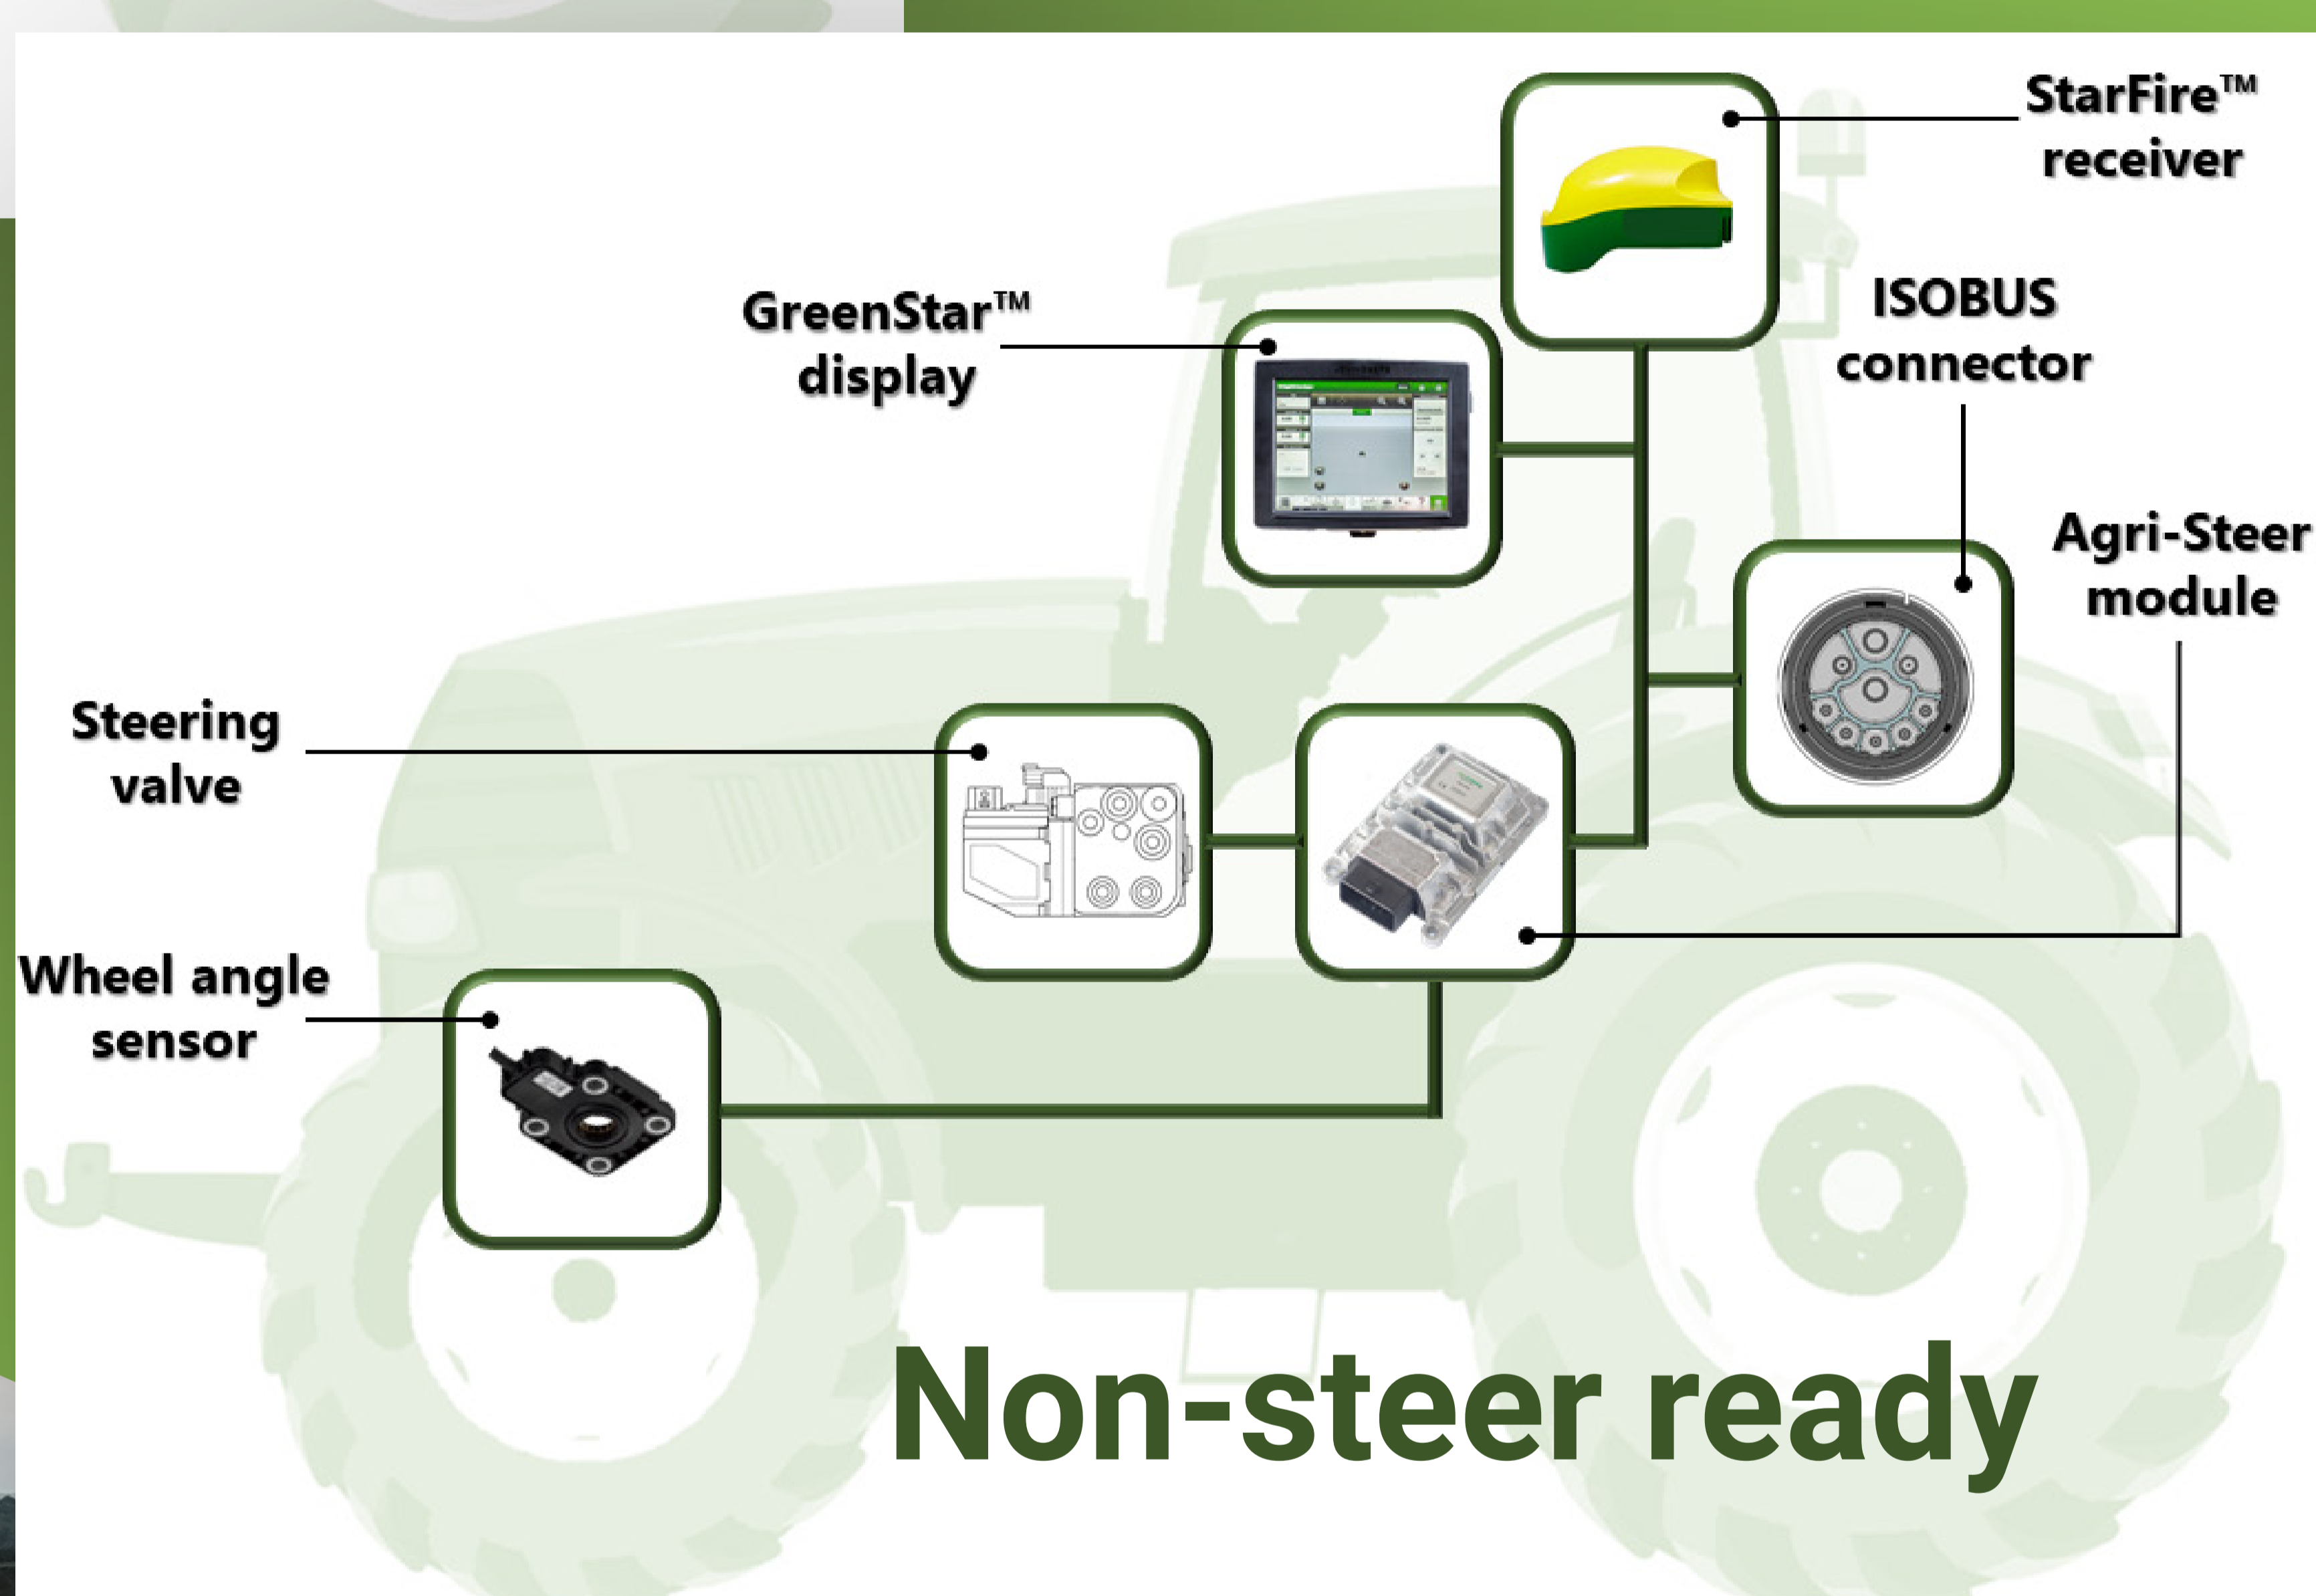 StarFire™
receiver
GreenStar™
display
ISOBUS
connector
Agri-Steer
module
Steering
valve
Wheel angle
sensor
Non-steer ready